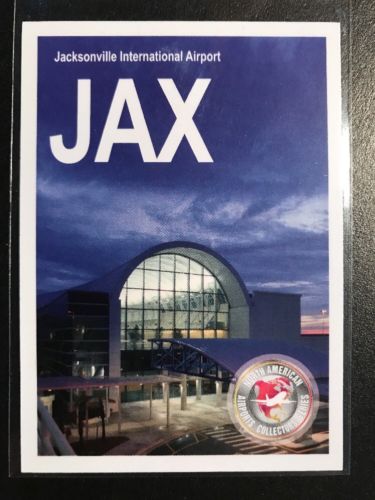 Jacksonville International Airport
JAX
NORTH AMERICAN
AIRPORTS COLLECTOR SERIES